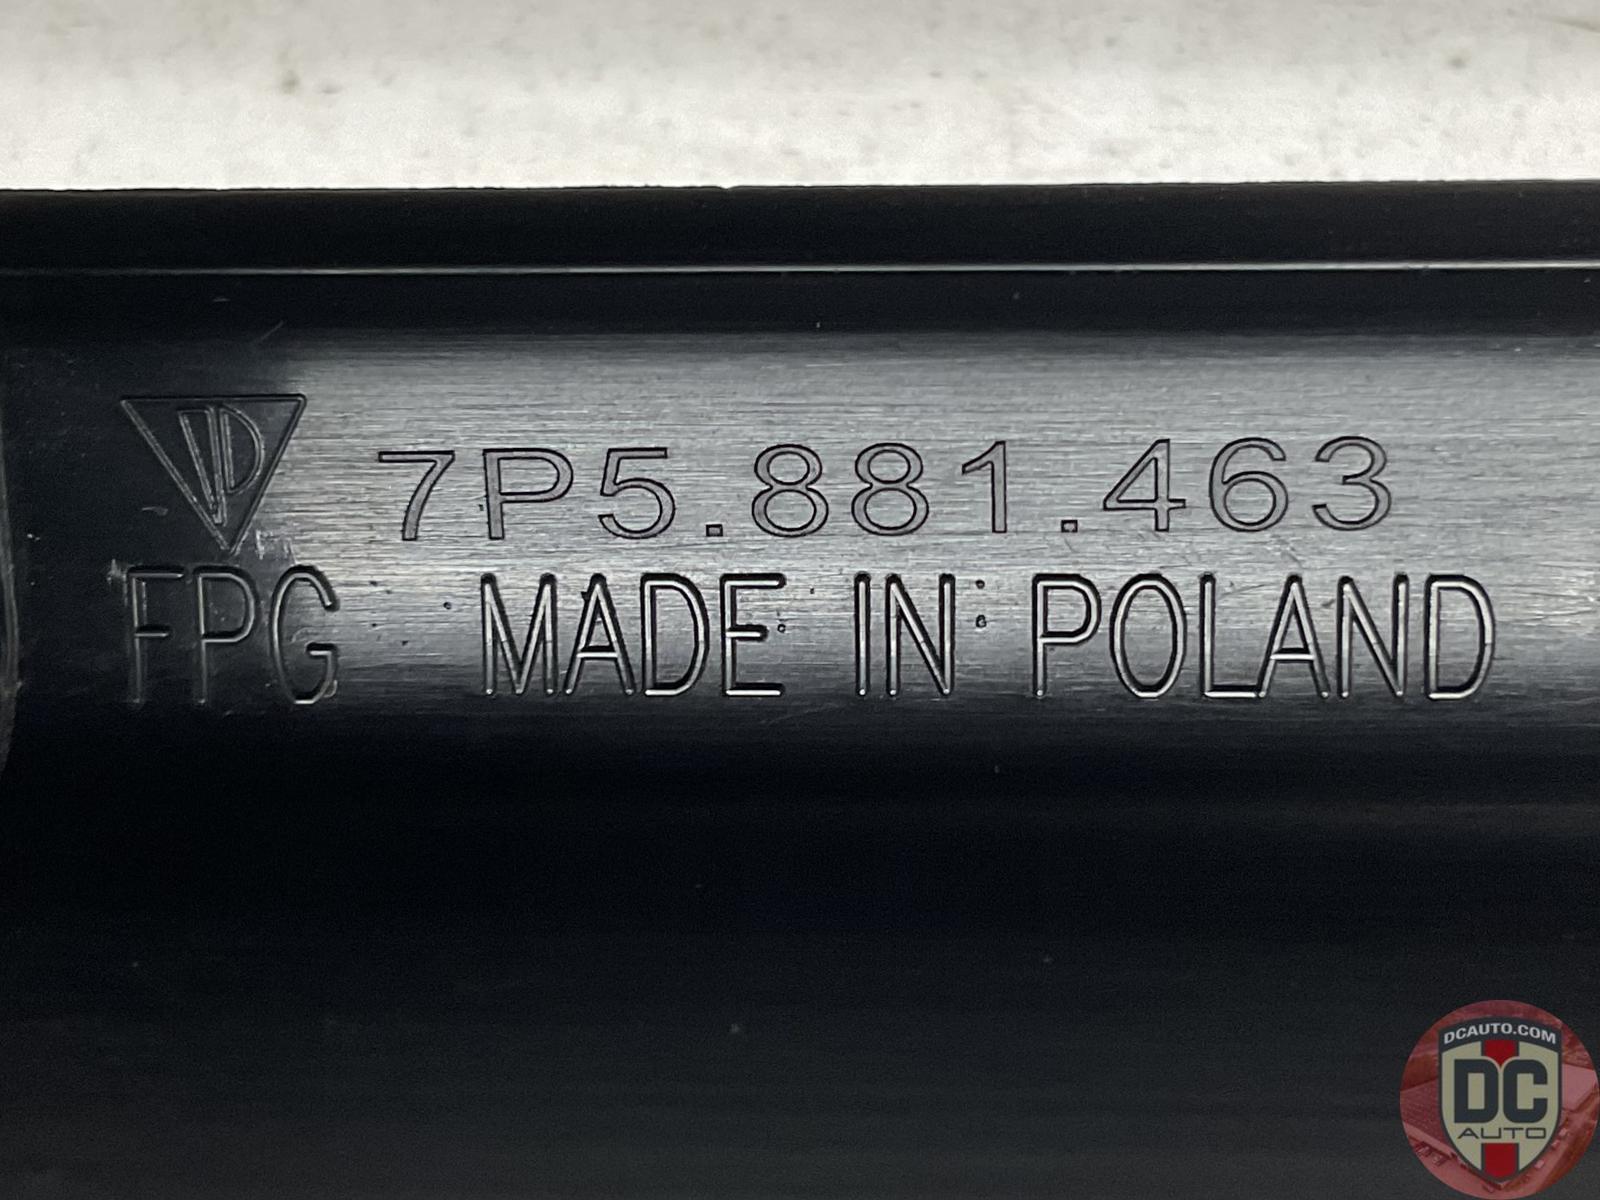 7P5.881.463
FPG MADE IN POLAND
DCAUTO.COM
DC
AUTO